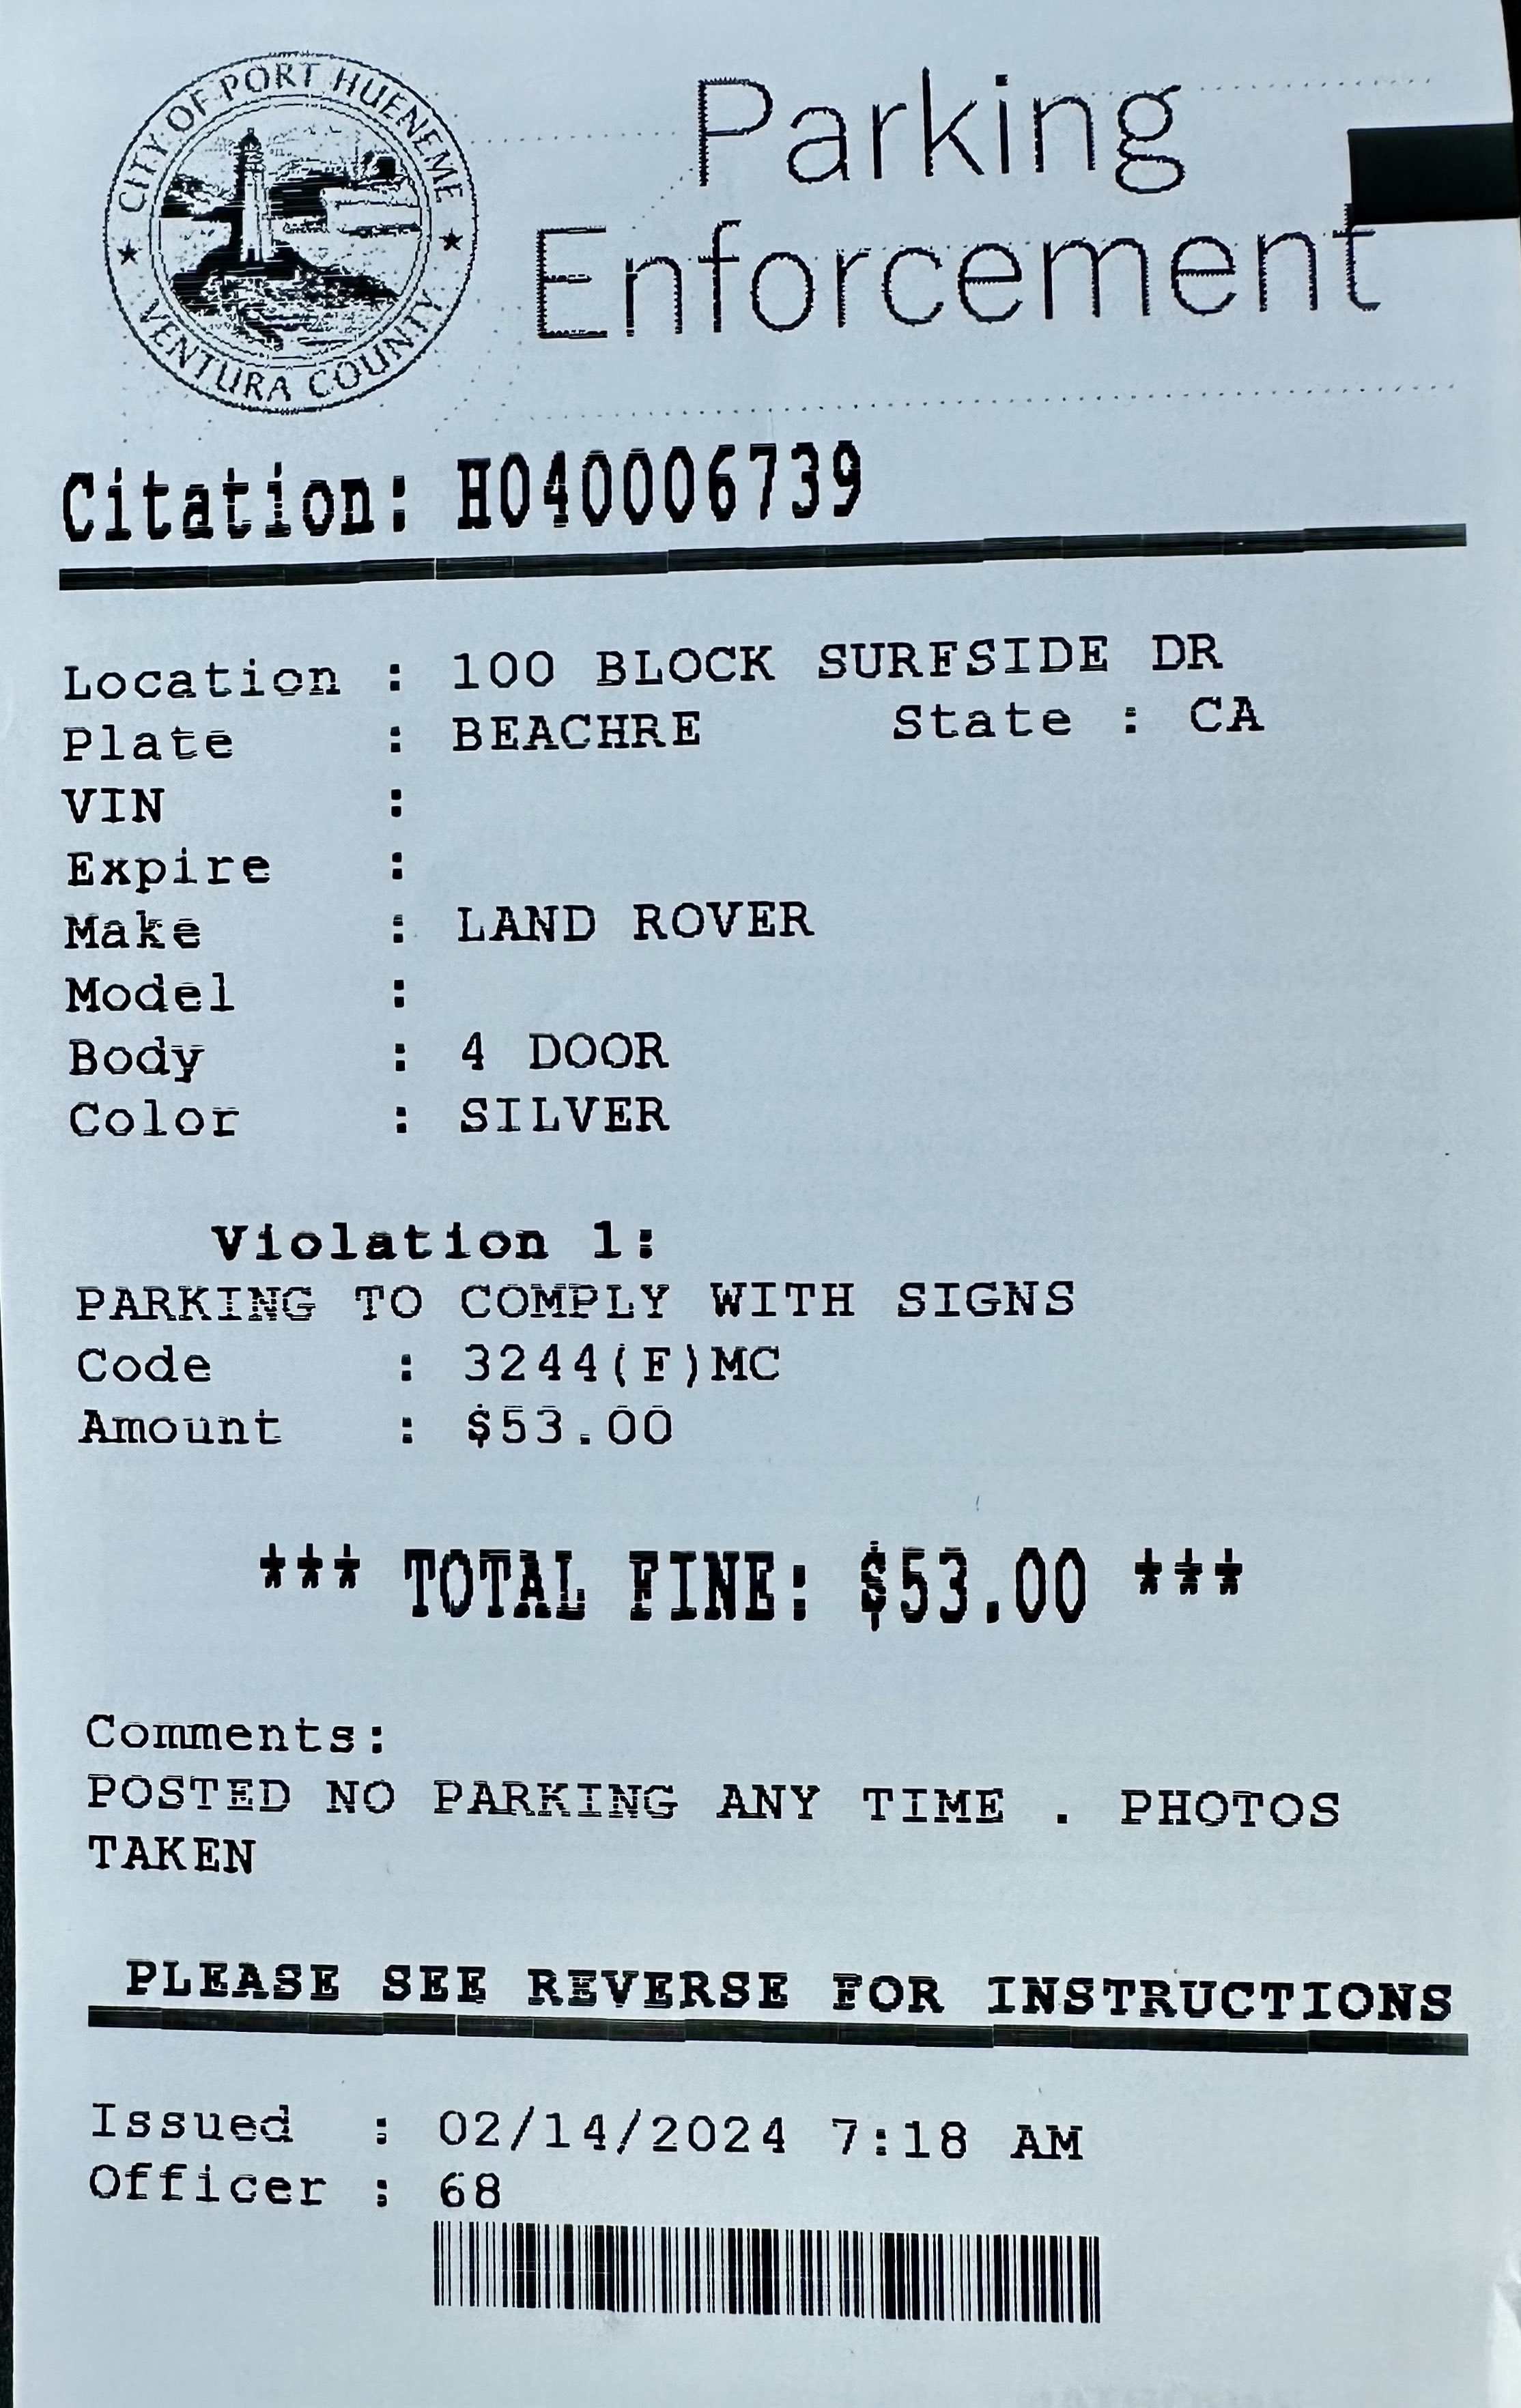 CITY OF PORT HUENEME
VENTURA COUNTY
Parking
Enforcement
Citation: H040006739
Location : 100 BLOCK SURFSIDE DR
Plate : BEACHRE State : CA
VIN :
Expire :
Make : LAND ROVER
Model :
Body : 4 DOOR
Color : SILVER
Violation 1:
PARKING TO COMPLY WITH SIGNS
Code : 3244(F)MC
Amount : $53.00
*** TOTAL FINE: $53.00 ***
Comments:
POSTED NO PARKING ANY TIME . PHOTOS
TAKEN
PLEASE SEE REVERSE FOR INSTRUCTIONS
Issued : 02/14/2024 7:18 AM
Officer : 68